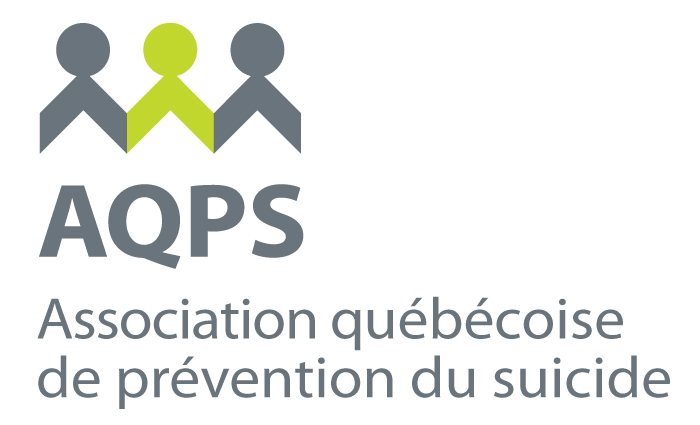 AQPS
Association québécoise
de prévention du suicide